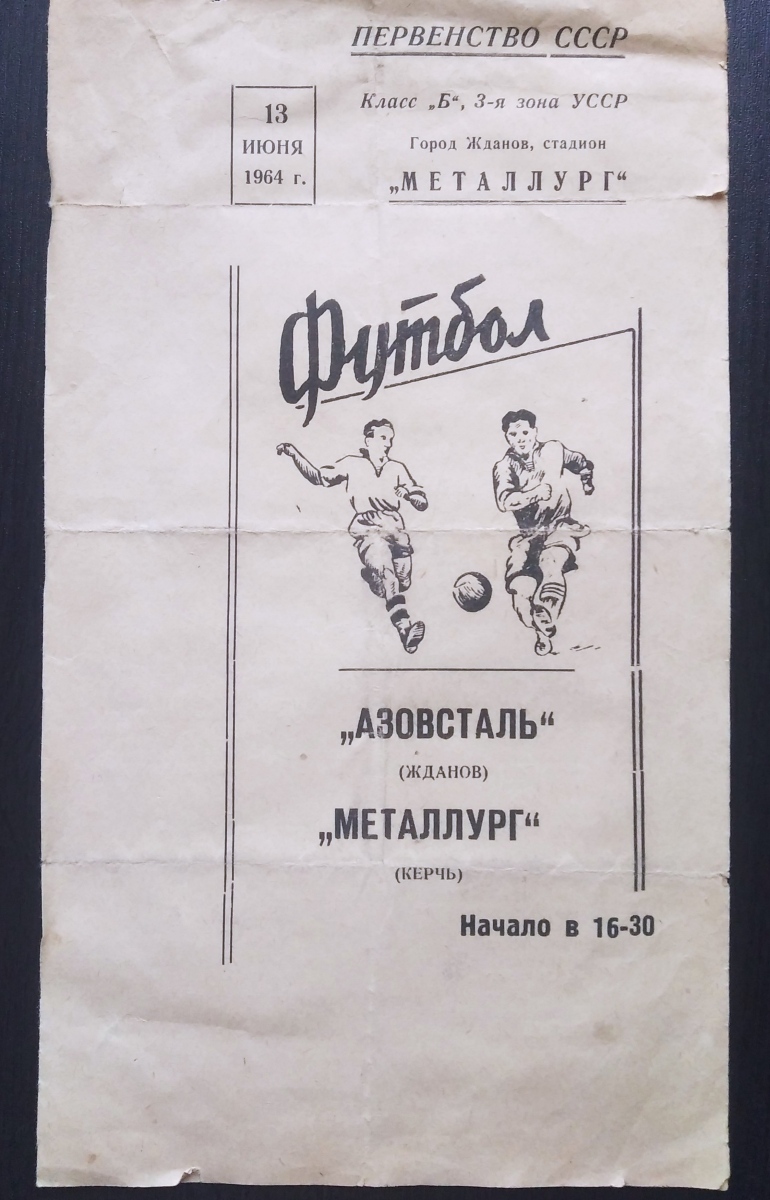 ПЕРВЕНСТВО СССР
13
ИЮНЯ
1964 г.
Класс „Б“, 3-я зона УССР
Город Жданов, стадион
„МЕТАЛЛУРГ“
Футбол
„АЗОВСТАЛЬ“
(ЖДАНОВ)
„МЕТАЛЛУРГ“
(КЕРЧЬ)
Начало в 16-30